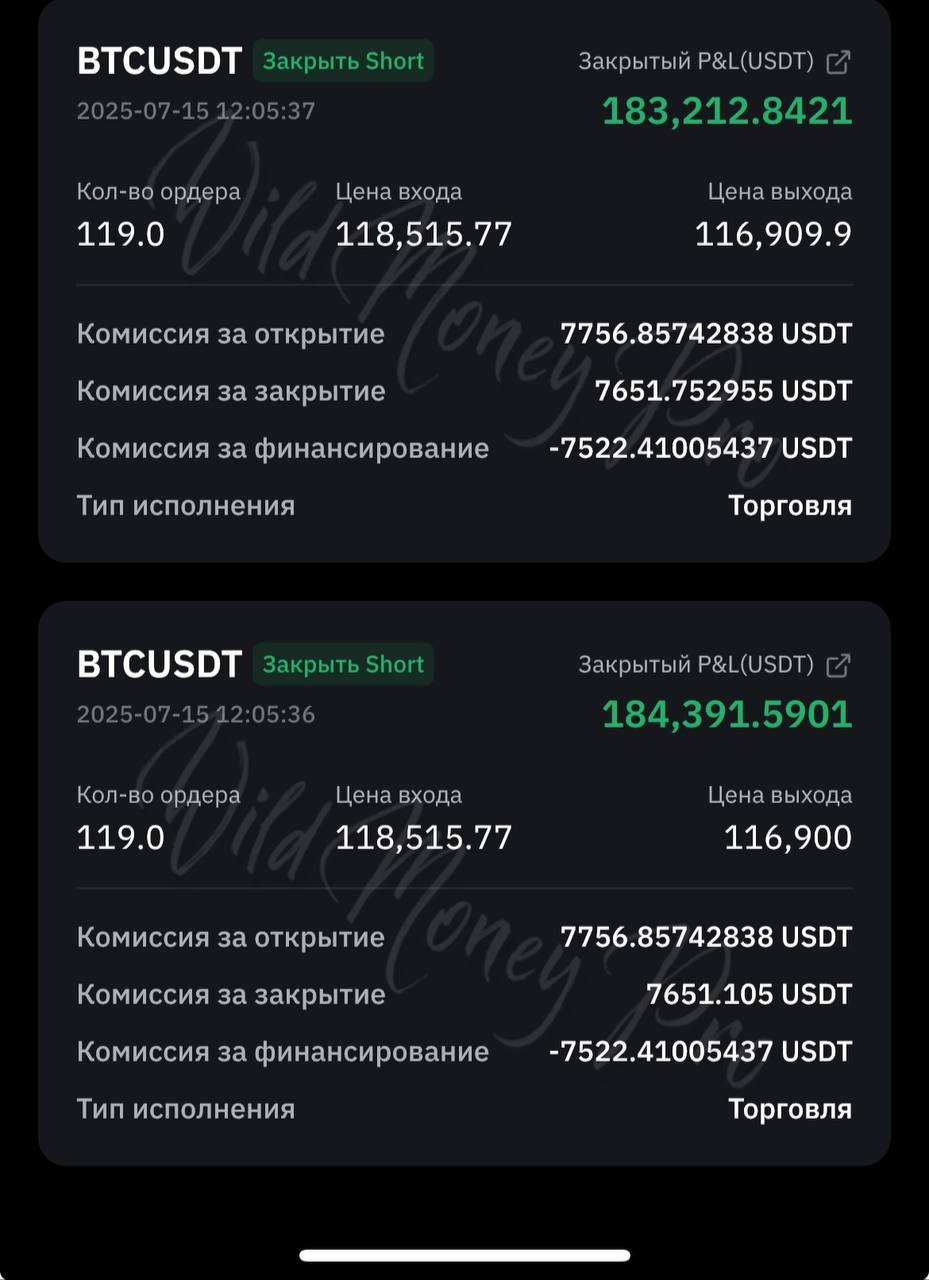 BTCUSDT Закрыть Short Закрытый P&L(USDT)
2025-07-15 12:05:37 183,212.8421
Кол-во ордера Цена входа Цена выхода
119.0 118,515.77 116,909.9
Комиссия за открытие 7756.85742838 USDT
Комиссия за закрытие 7651.752955 USDT
Комиссия за финансирование -7522.41005437 USDT
Тип исполнения Торговля
Wild Money Pro
BTCUSDT Закрыть Short Закрытый P&L(USDT)
2025-07-15 12:05:36 184,391.5901
Кол-во ордера Цена входа Цена выхода
119.0 118,515.77 116,900
Комиссия за открытие 7756.85742838 USDT
Комиссия за закрытие 7651.105 USDT
Комиссия за финансирование -7522.41005437 USDT
Тип исполнения Торговля
Wild Money Pro